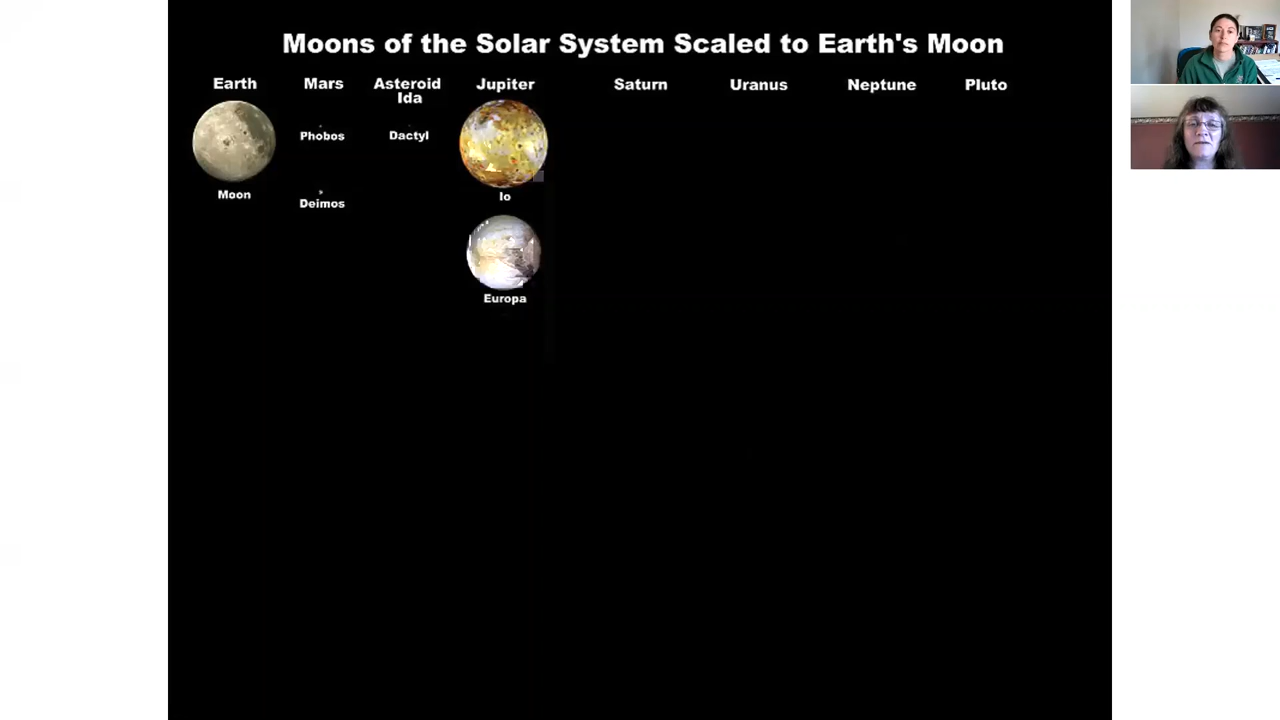 Moons of the Solar System Scaled to Earth's Moon
Earth
Mars
Asteroid
Ida
Jupiter
Saturn
Uranus
Neptune
Pluto
Phobos
Dactyl
Moon
Io
Deimos
Europa